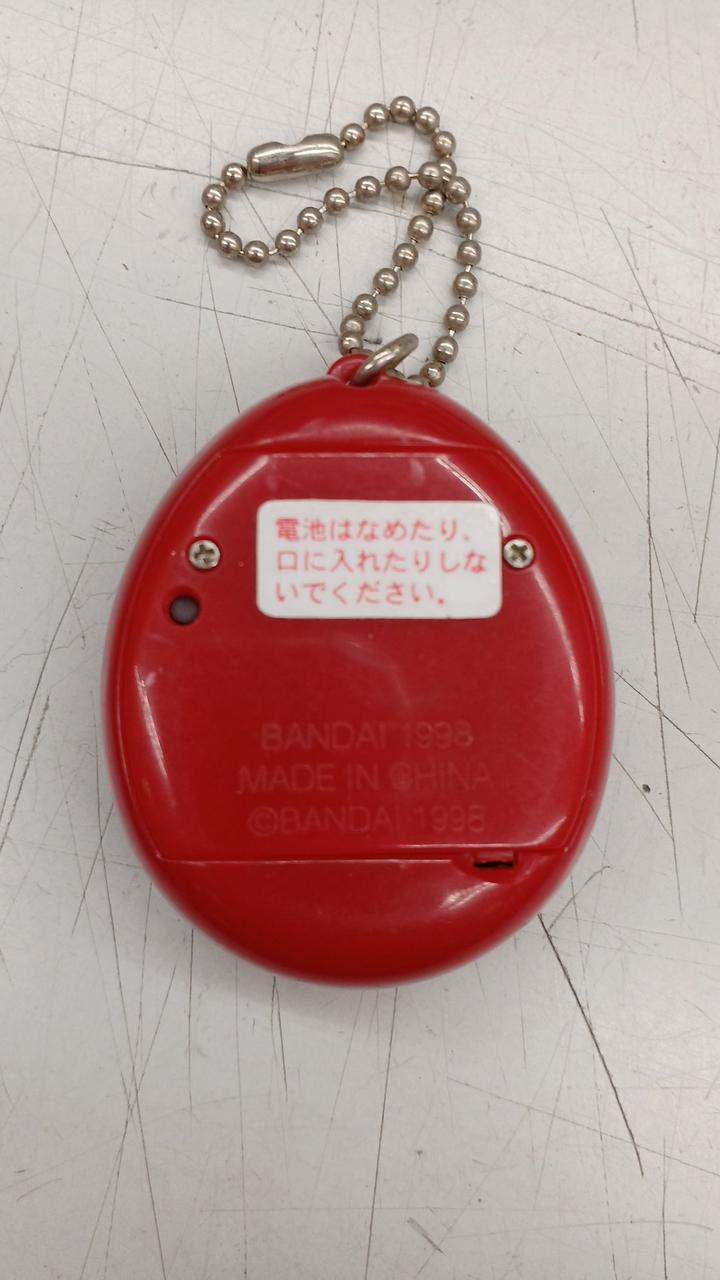 電池はなめたり、
口に入れたりしな
いでください。
BANDAI 1998
MADE IN CHINA
©BANDAI 1998